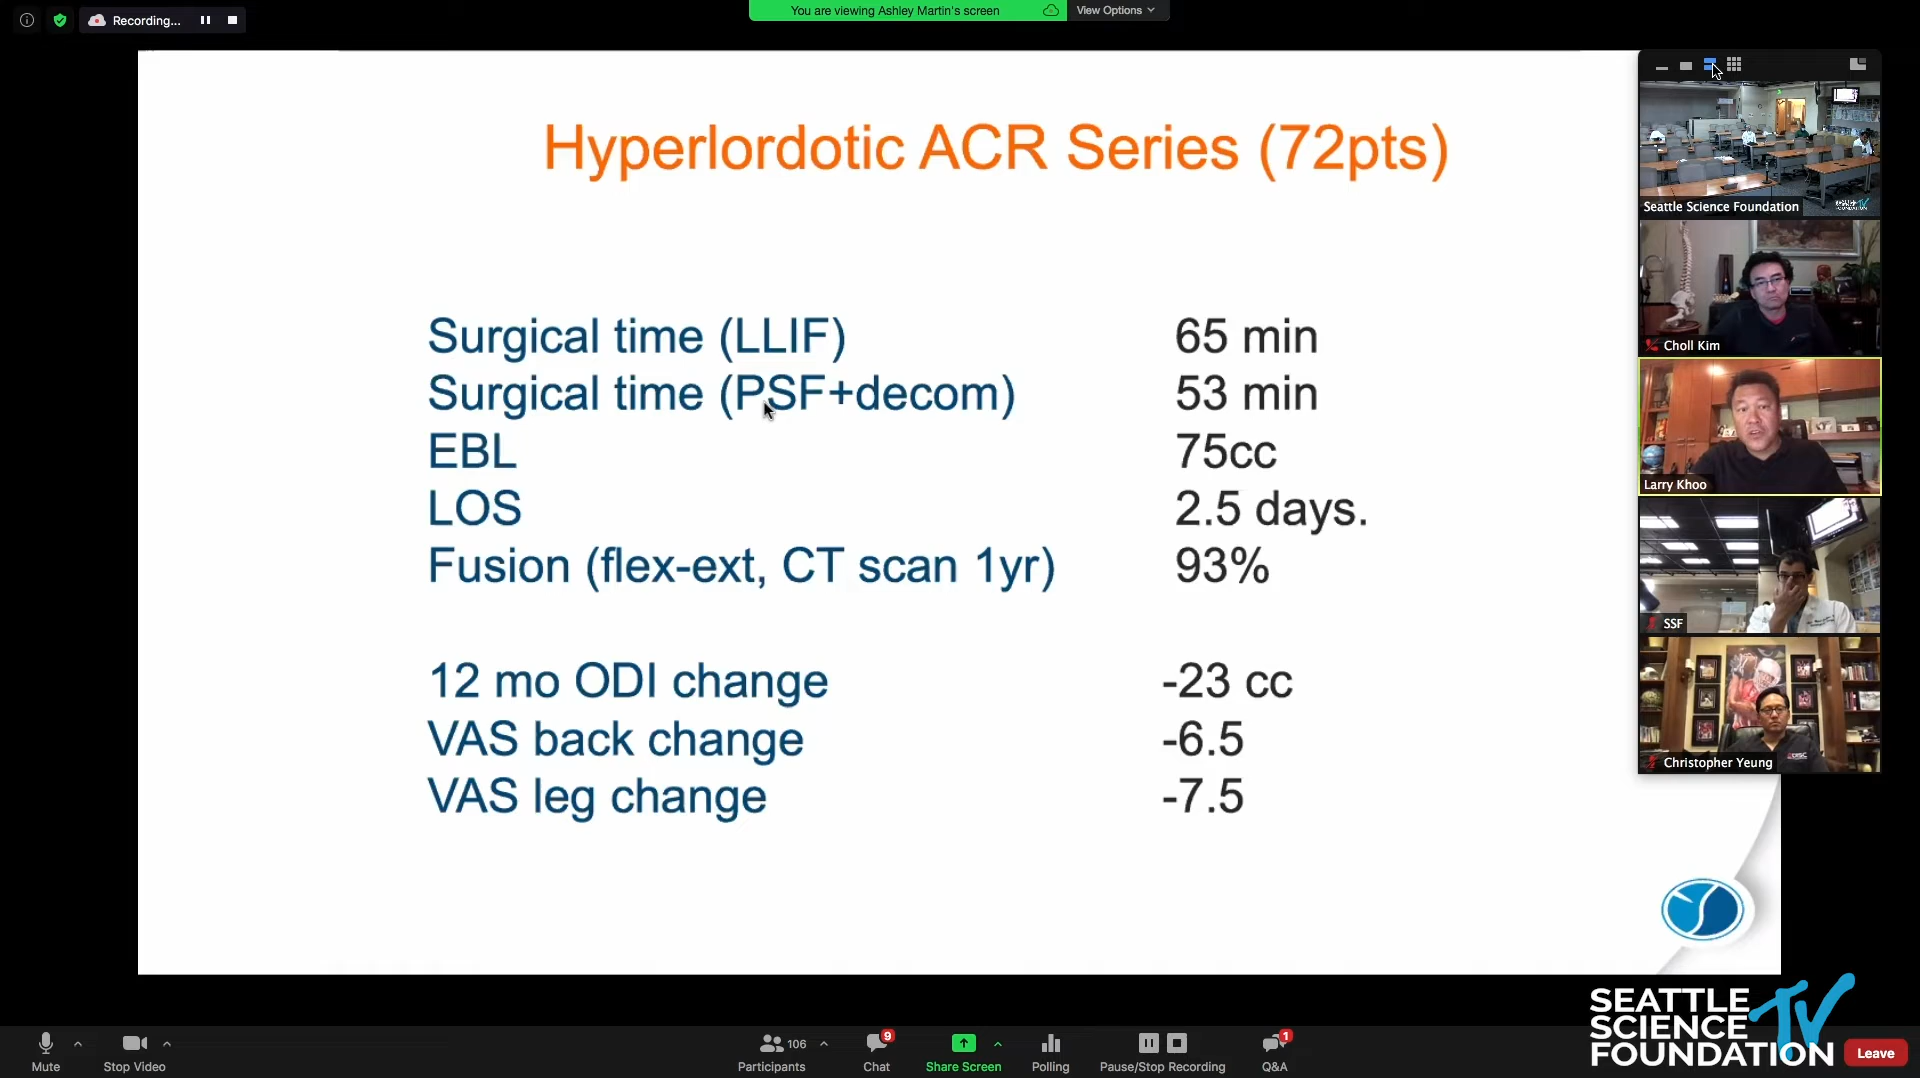 Recording...
You are viewing Ashley Martin's screen
View Options
Hyperlordotic ACR Series (72pts)
Surgical time (LLIF) 65 min
Surgical time (PSF+decom) 53 min
EBL 75cc
LOS 2.5 days.
Fusion (flex-ext, CT scan 1yr) 93%
12 mo ODI change -23 cc
VAS back change -6.5
VAS leg change -7.5
Seattle Science Foundation
Choll Kim
Larry Khoo
SSF
Christopher Yeung
SEATTLE
SCIENCE
FOUNDATION
TV
Mute
Stop Video
106
Participants
9
Chat
Share Screen
Polling
Pause/Stop Recording
1
Q&A
Leave